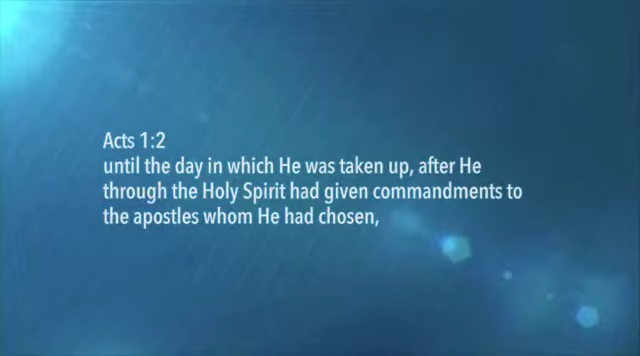 Acts 1:2
until the day in which He was taken up, after He
through the Holy Spirit had given commandments to
the apostles whom He had chosen,